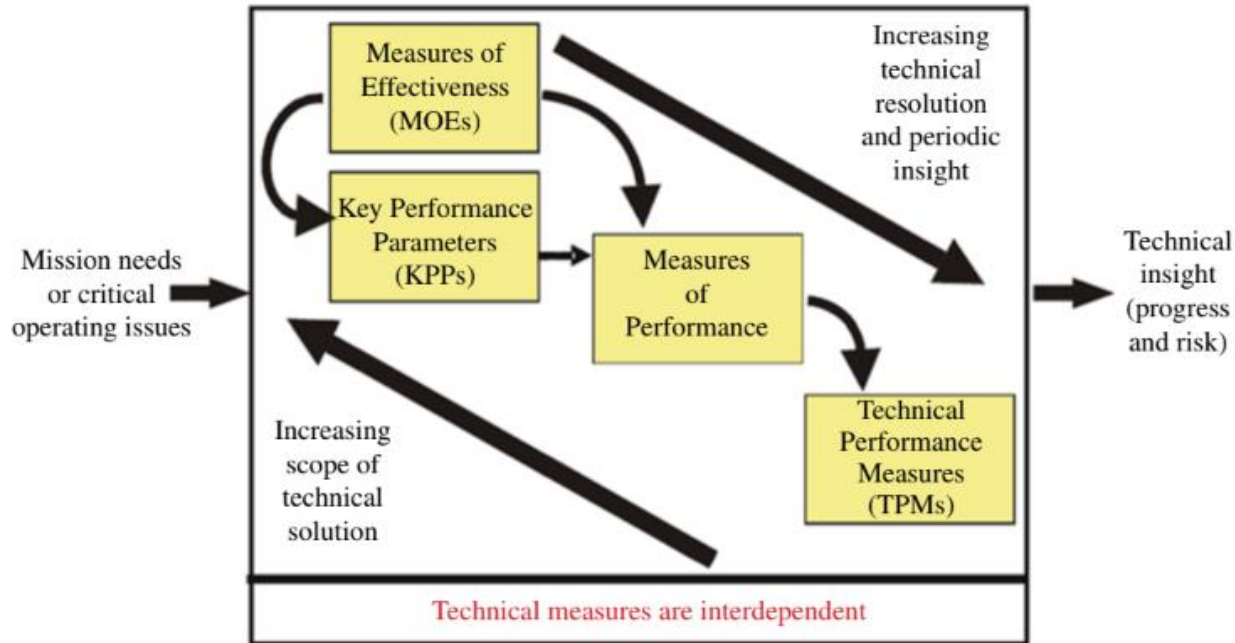 Mission needs
or critical
operating issues
Measures of
Effectiveness
(MOEs)
Key Performance
Parameters
(KPPs)
Measures
of
Performance
Technical
Performance
Measures
(TPMs)
Increasing
technical
resolution
and periodic
insight
Increasing
scope of
technical
solution
Technical
insight
(progress
and risk)
Technical measures are interdependent